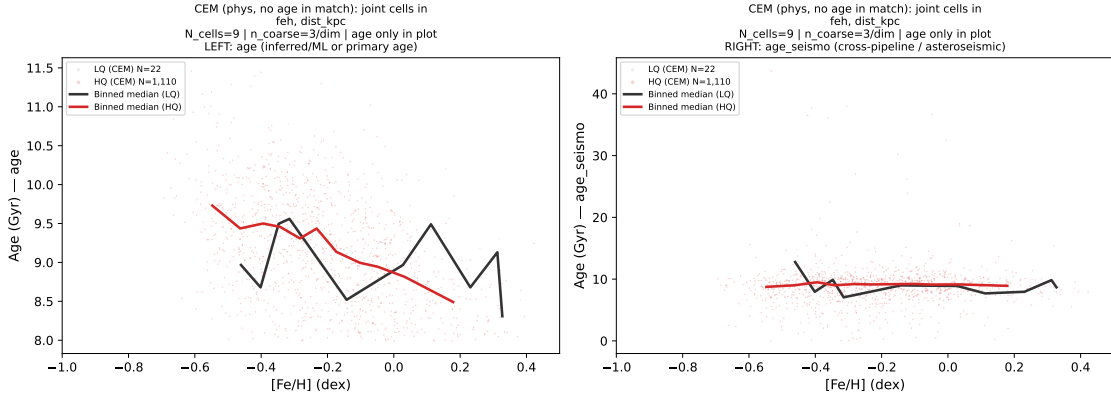 CEM (phys, no age in match): joint cells in
feh, dist_kpc
N_cells=9 | n_coarse=3/dim | age only in plot
LEFT: age (inferred/ML or primary age)
11.5
11.0
10.5
10.0
9.5
9.0
8.5
8.0
Age (Gyr) — age
LQ (CEM) N=22
HQ (CEM) N=1,110
Binned median (LQ)
Binned median (HQ)
−1.0
−0.8
−0.6
−0.4
−0.2
0.0
0.2
0.4
[Fe/H] (dex)
CEM (phys, no age in match): joint cells in
feh, dist_kpc
N_cells=9 | n_coarse=3/dim | age only in plot
RIGHT: age_seismo (cross-pipeline / asteroseismic)
40
30
20
10
0
Age (Gyr) — age_seismo
LQ (CEM) N=22
HQ (CEM) N=1,110
Binned median (LQ)
Binned median (HQ)
−1.0
−0.8
−0.6
−0.4
−0.2
0.0
0.2
0.4
[Fe/H] (dex)